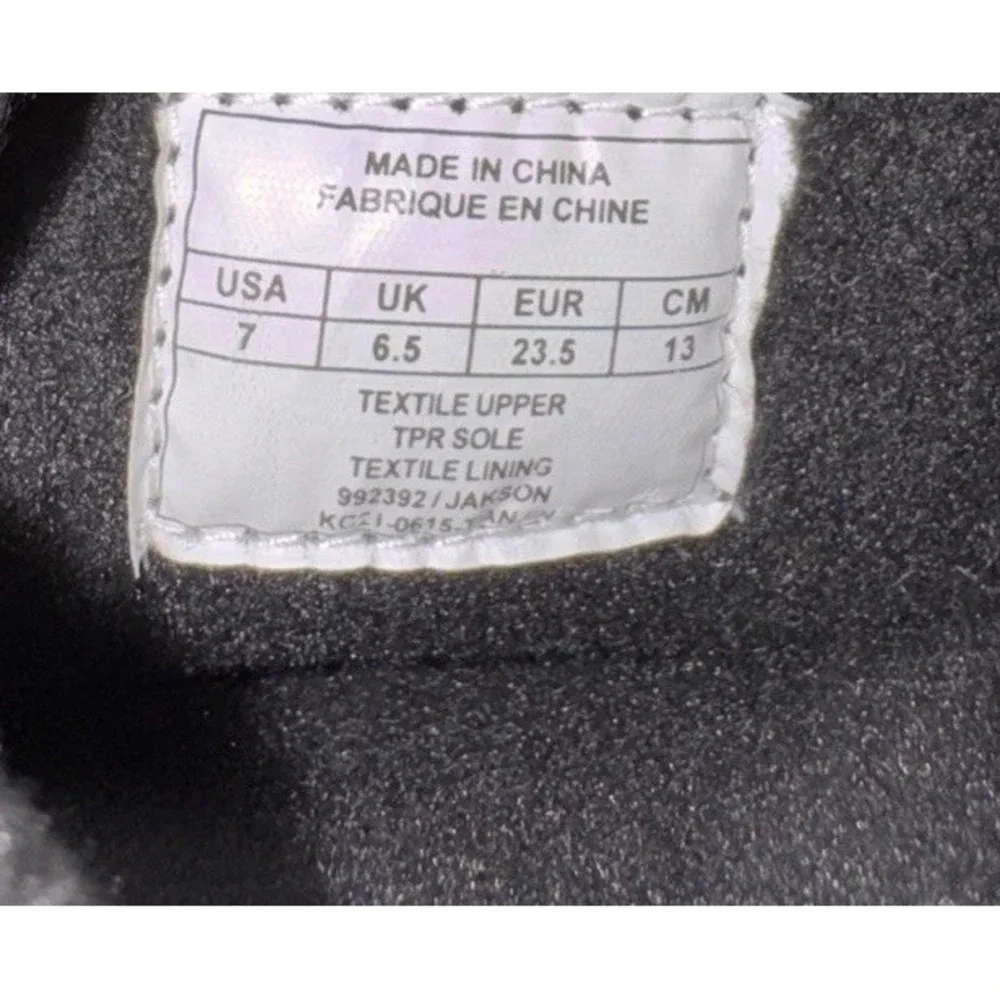 MADE IN CHINA
FABRIQUE EN CHINE
USA UK EUR CM
7 6.5 23.5 13
TEXTILE UPPER
TPR SOLE
TEXTILE LINING
992392 / JAKSON